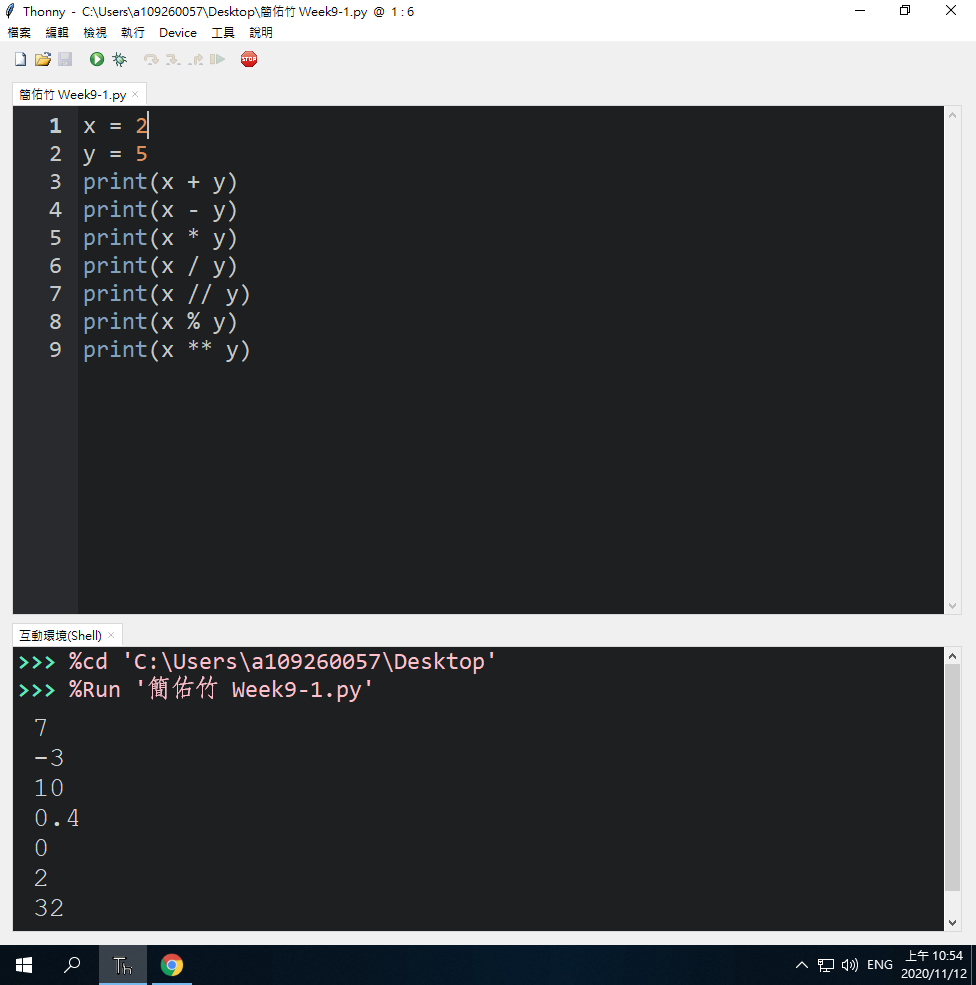 Thonny - C:\Users\a109260057\Desktop\簡佑竹 Week9-1.py @ 1 : 6
檔案 編輯 檢視 執行 Device 工具 說明
STOP
簡佑竹 Week9-1.py
1 x = 2
2 y = 5
3 print(x + y)
4 print(x - y)
5 print(x * y)
6 print(x / y)
7 print(x // y)
8 print(x % y)
9 print(x ** y)
互動環境(Shell)
>>> %cd 'C:\Users\a109260057\Desktop'
>>> %Run '簡佑竹 Week9-1.py'
7
-3
10
0.4
0
2
32
Th
ENG
上午 10:54
2020/11/12